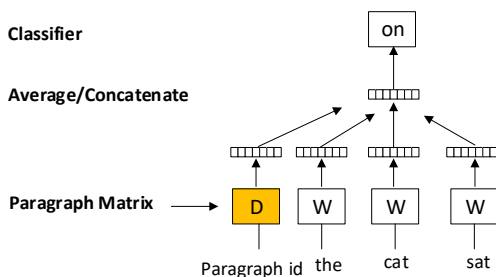 Classifier
on
Average/Concatenate
Paragraph Matrix
D
W
W
W
Paragraph id
the
cat
sat